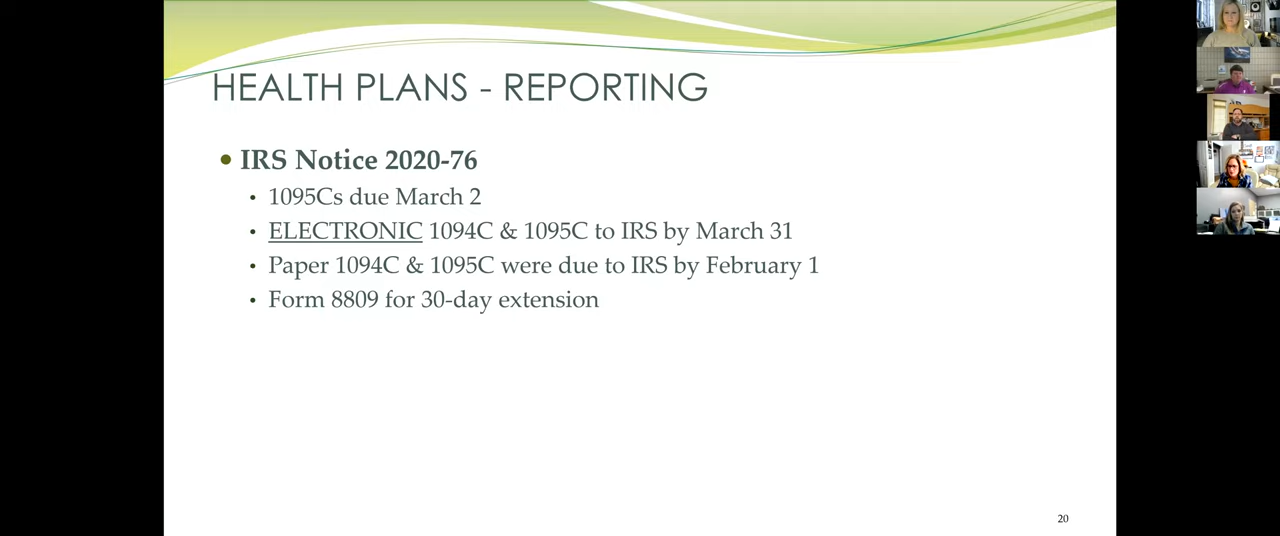 HEALTH PLANS - REPORTING
• IRS Notice 2020-76
• 1095Cs due March 2
• ELECTRONIC 1094C & 1095C to IRS by March 31
• Paper 1094C & 1095C were due to IRS by February 1
• Form 8809 for 30-day extension
20